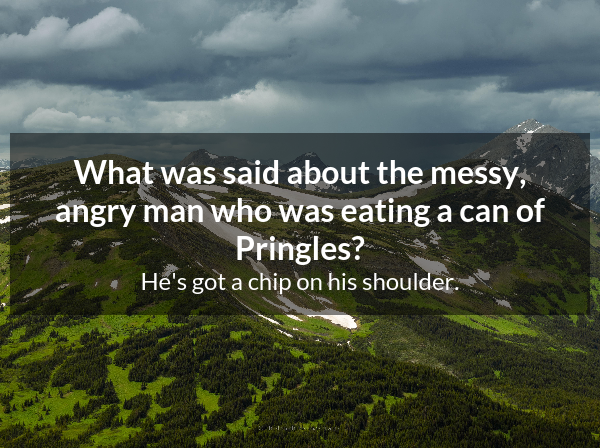 What was said about the messy,
angry man who was eating a can of
Pringles?
He's got a chip on his shoulder.